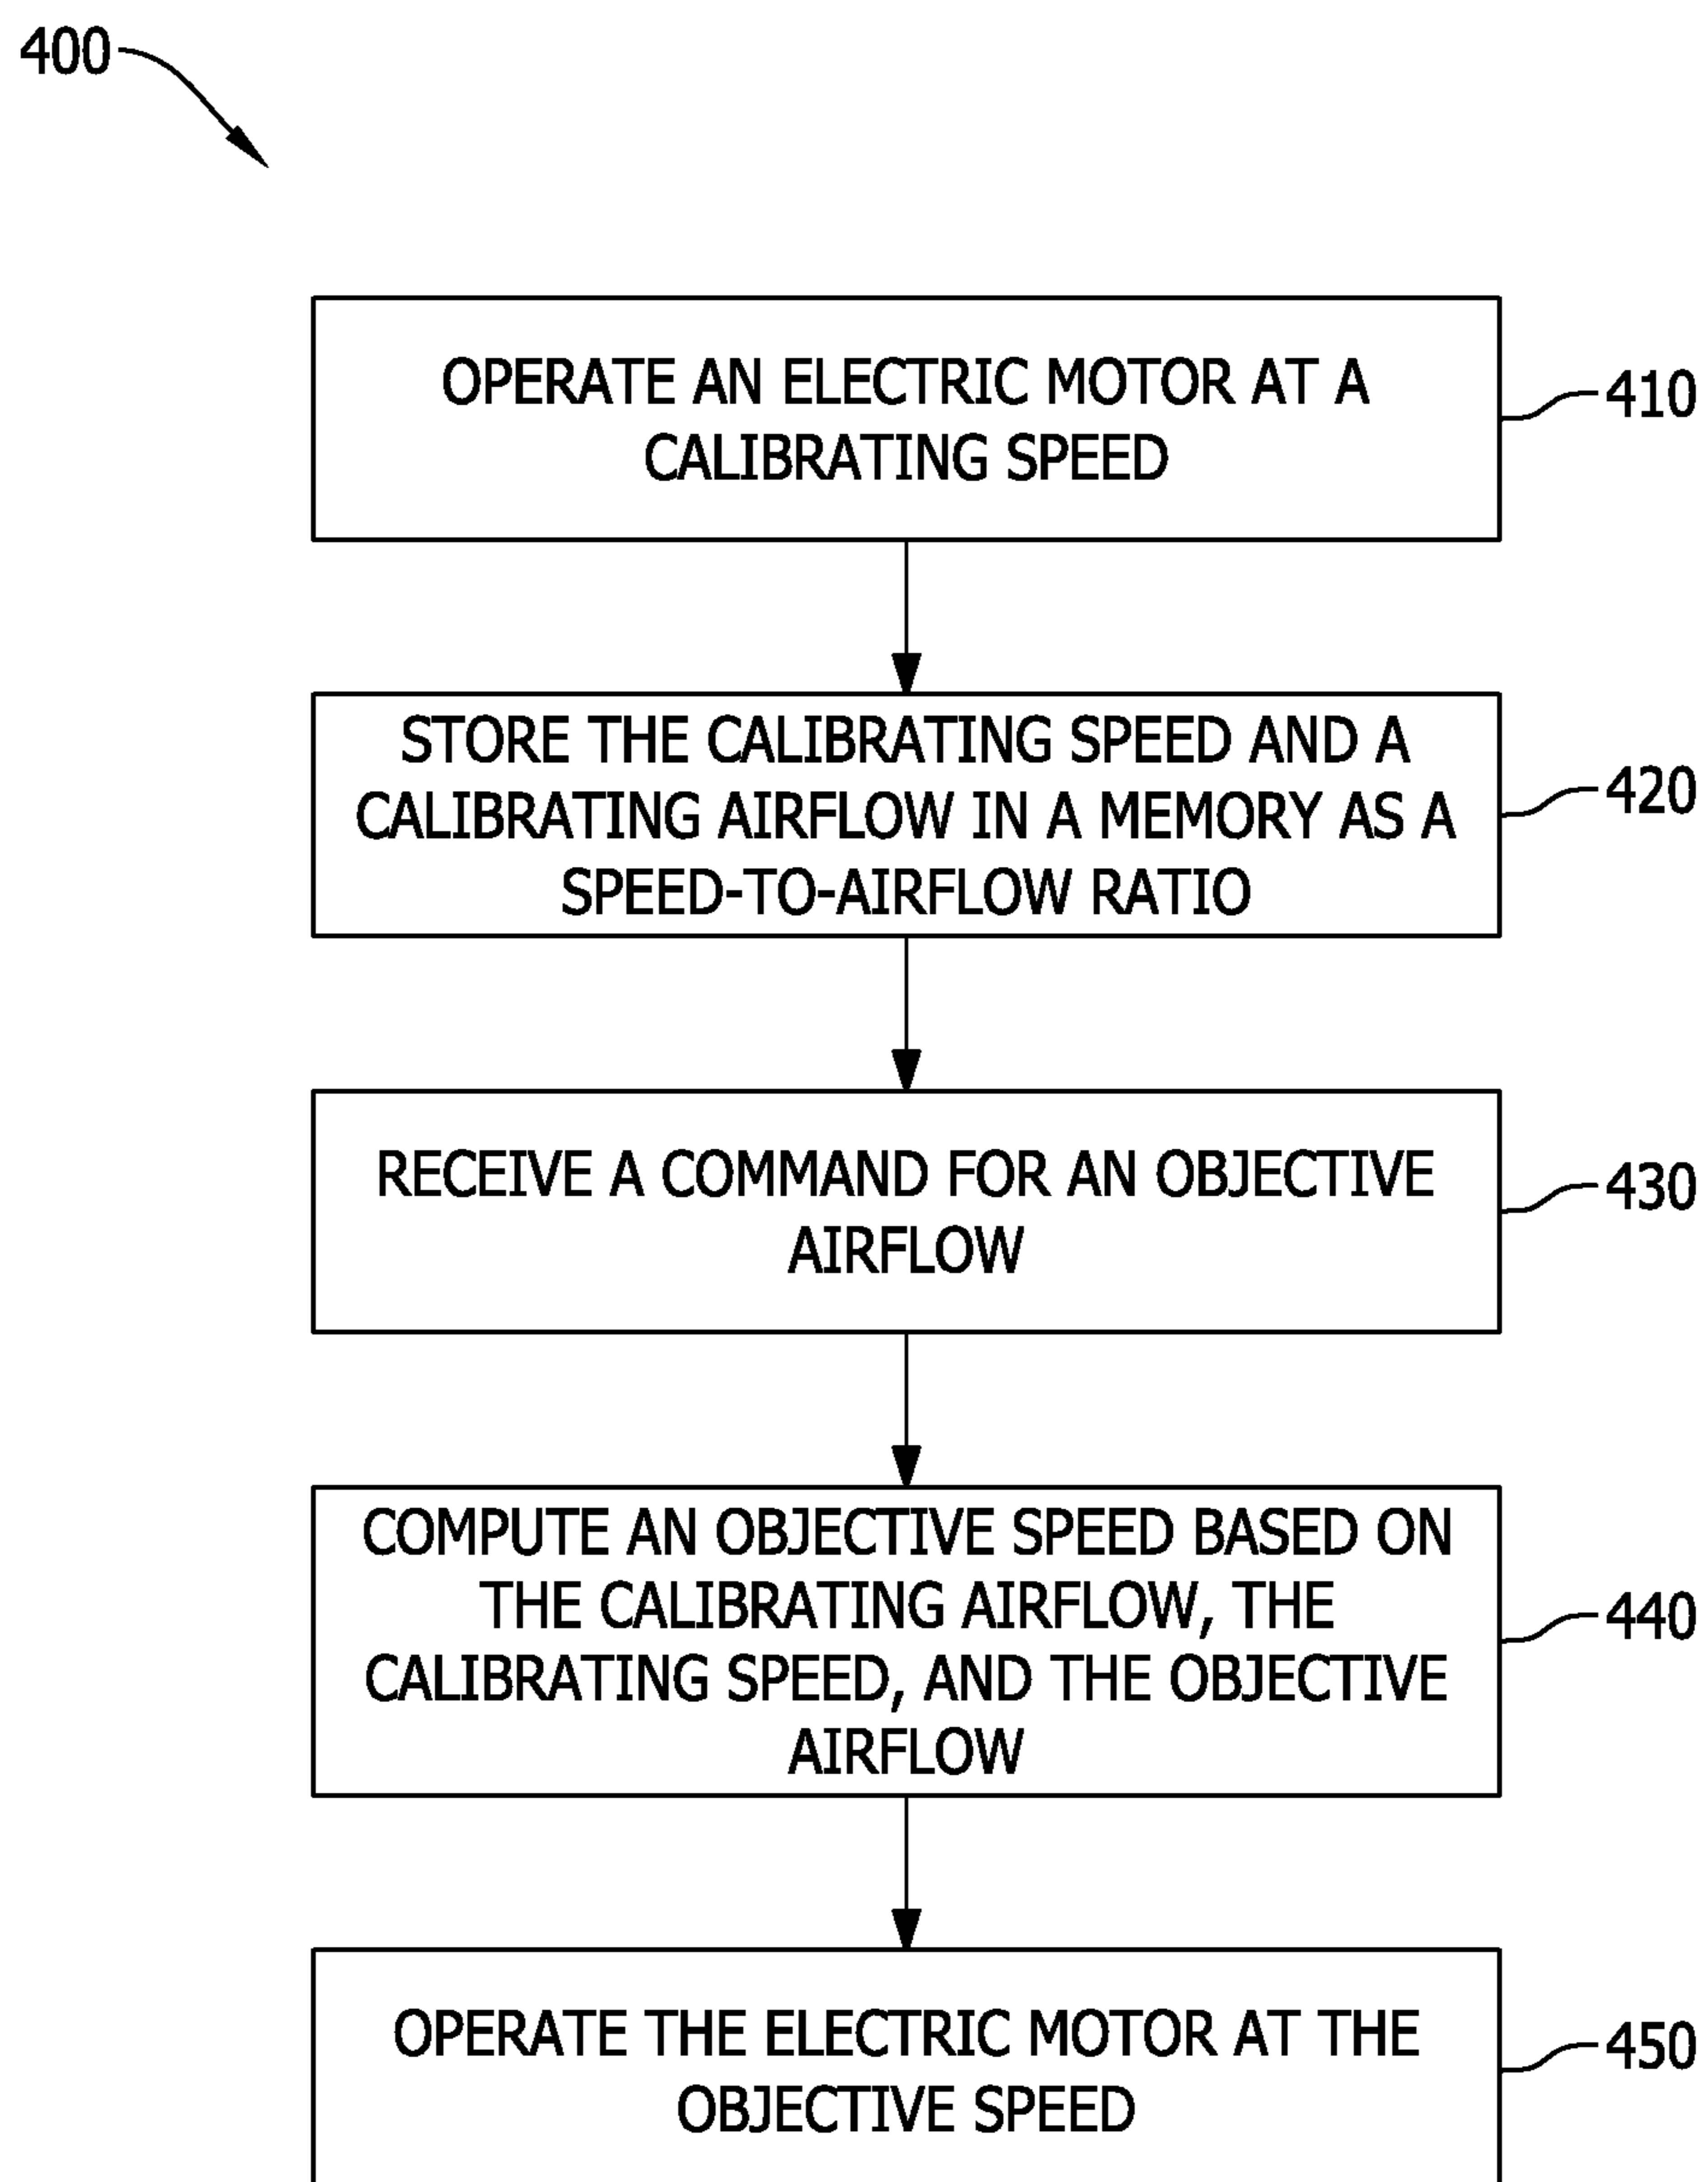 400
OPERATE AN ELECTRIC MOTOR AT A
CALIBRATING SPEED
410
STORE THE CALIBRATING SPEED AND A
CALIBRATING AIRFLOW IN A MEMORY AS A
SPEED-TO-AIRFLOW RATIO
420
RECEIVE A COMMAND FOR AN OBJECTIVE
AIRFLOW
430
COMPUTE AN OBJECTIVE SPEED BASED ON
THE CALIBRATING AIRFLOW, THE
CALIBRATING SPEED, AND THE OBJECTIVE
AIRFLOW
440
OPERATE THE ELECTRIC MOTOR AT THE
OBJECTIVE SPEED
450